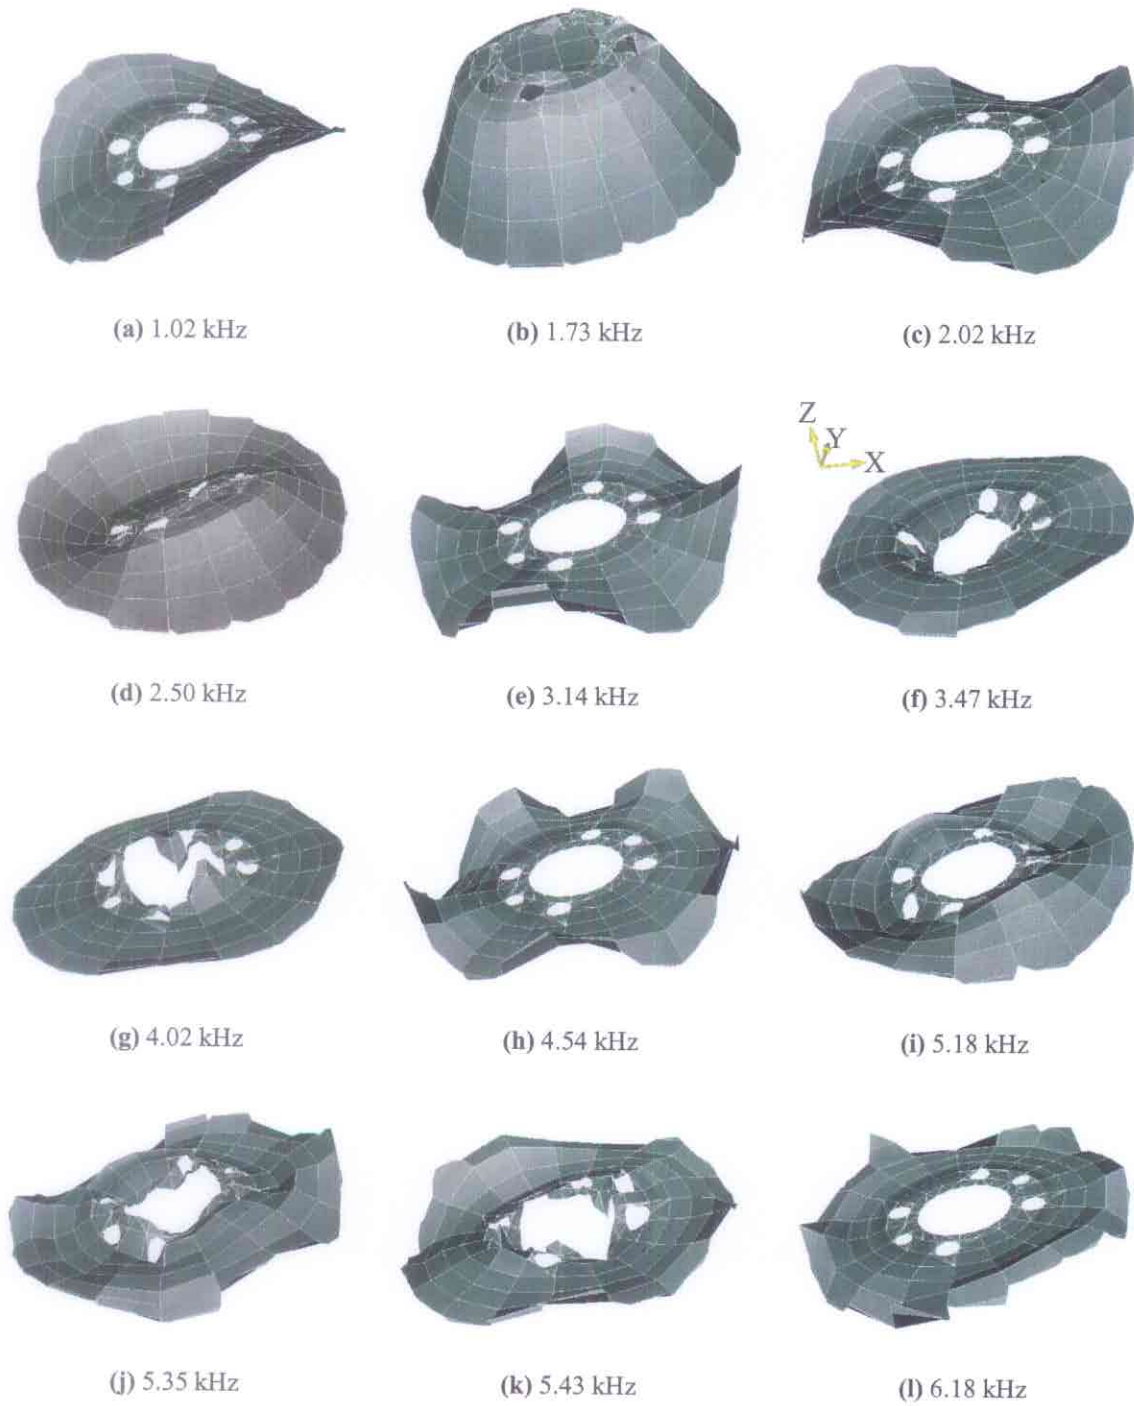 (a) 1.02 kHz
(b) 1.73 kHz
(c) 2.02 kHz
Z
Y
X
(d) 2.50 kHz
(e) 3.14 kHz
(f) 3.47 kHz
(g) 4.02 kHz
(h) 4.54 kHz
(i) 5.18 kHz
(j) 5.35 kHz
(k) 5.43 kHz
(l) 6.18 kHz